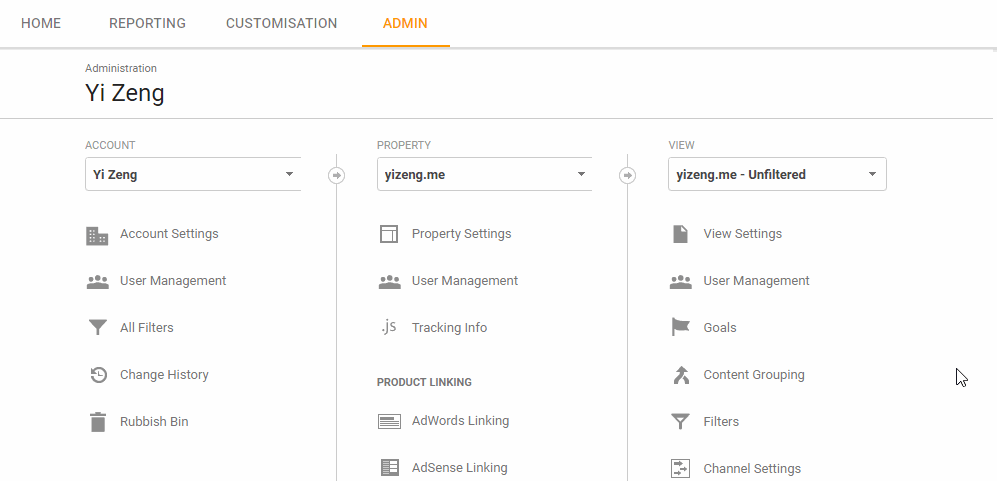 HOME REPORTING CUSTOMISATION ADMIN
Administration
Yi Zeng
ACCOUNT
Yi Zeng
Account Settings
User Management
All Filters
Change History
Rubbish Bin
PROPERTY
yizeng.me
Property Settings
User Management
.js Tracking Info
PRODUCT LINKING
AdWords Linking
AdSense Linking
VIEW
yizeng.me - Unfiltered
View Settings
User Management
Goals
Content Grouping
Filters
Channel Settings